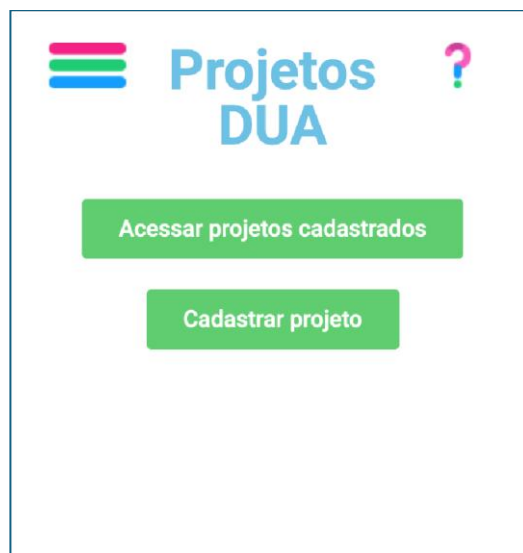 Projetos
DUA
?
Acessar projetos cadastrados
Cadastrar projeto